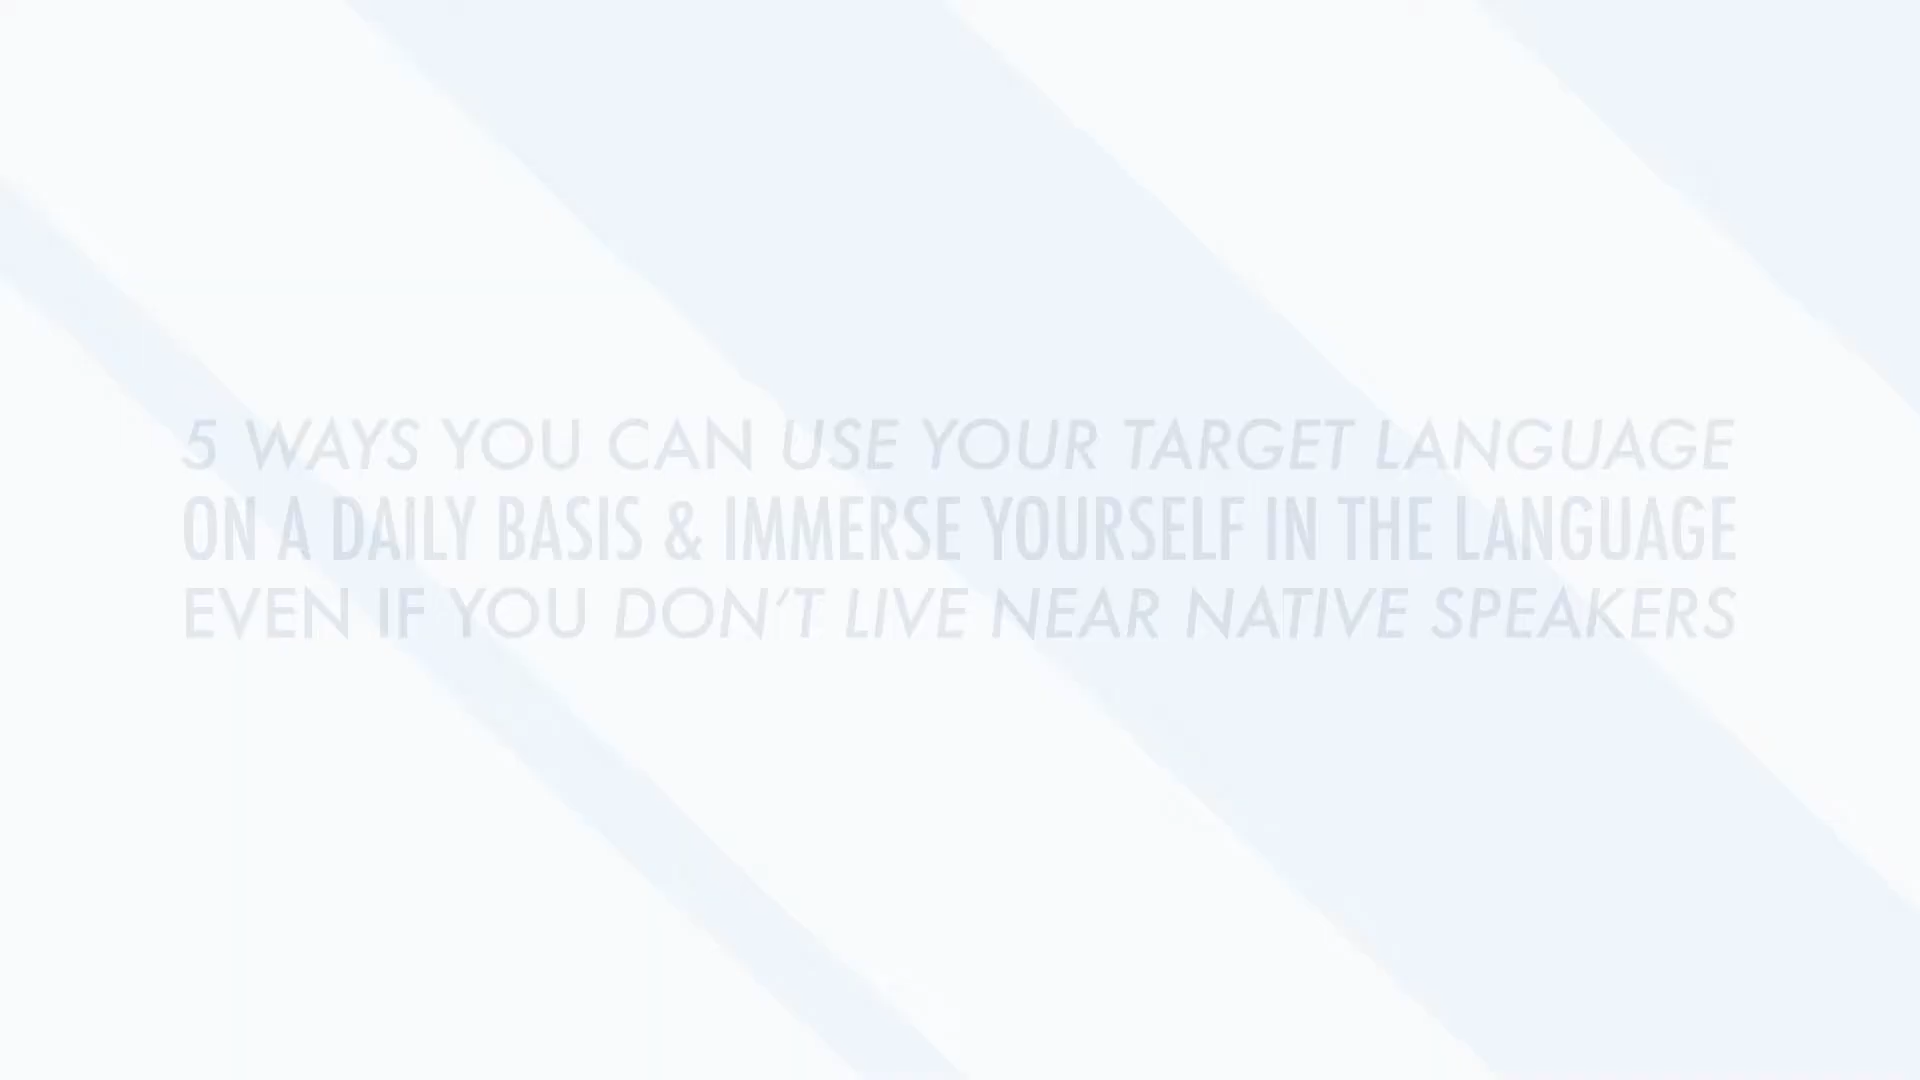 5 WAYS YOU CAN USE YOUR TARGET LANGUAGE
ON A DAILY BASIS & IMMERSE YOURSELF IN THE LANGUAGE
EVEN IF YOU DON'T LIVE NEAR NATIVE SPEAKERS